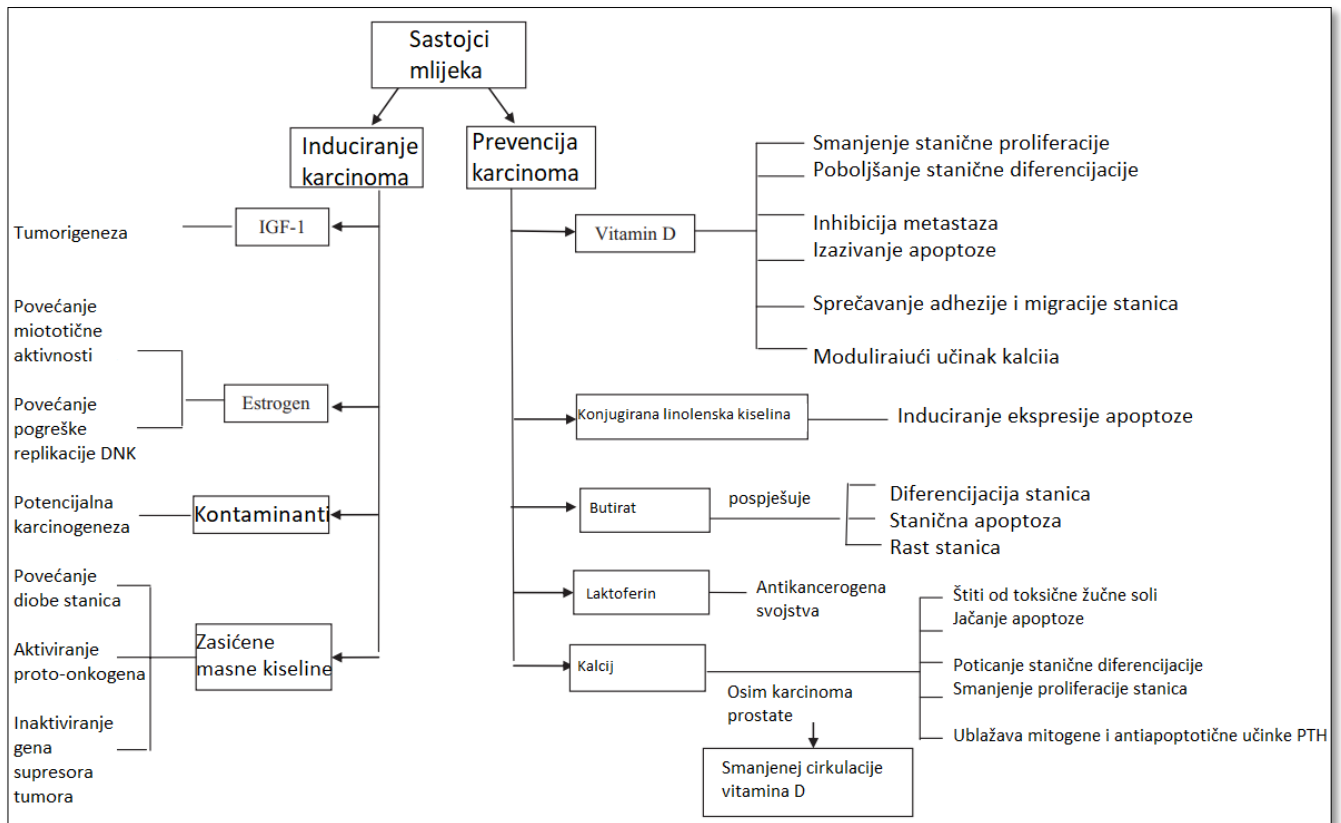 Sastojci
mlijeka
Induciranje
karcinoma
IGF-1
Tumorigeneza
Estrogen
Povećanje
miototične
aktivnosti
Povećanje
pogreške
replikacije DNK
Kontaminanti
Potencijalna
karcinogeneza
Zasićene
masne kiseline
Povećanje
diobe stanica
Aktiviranje
proto-onkogena
Inaktiviranje
gena
supresora
tumora
Prevencija
karcinoma
Vitamin D
Smanjenje stanične proliferacije
Poboljšanje stanične diferencijacije
Inhibicija metastaza
Izazivanje apoptoze
Sprečavanje adhezije i migracije stanica
Moduliraiući učinak kalciia
Konjugirana linolenska kiselina
Induciranje ekspresije apoptoze
Butirat
pospješuje
Diferencijacija stanica
Stanična apoptoza
Rast stanica
Laktoferin
Antikancerogena
svojstva
Kalcij
Štiti od toksične žučne soli
Jačanje apoptoze
Poticanje stanične diferencijacije
Smanjenje proliferacije stanica
Ublažava mitogene i antiapoptotične učinke PTH
Osim karcinoma
prostate
Smanjenej cirkulacije
vitamina D